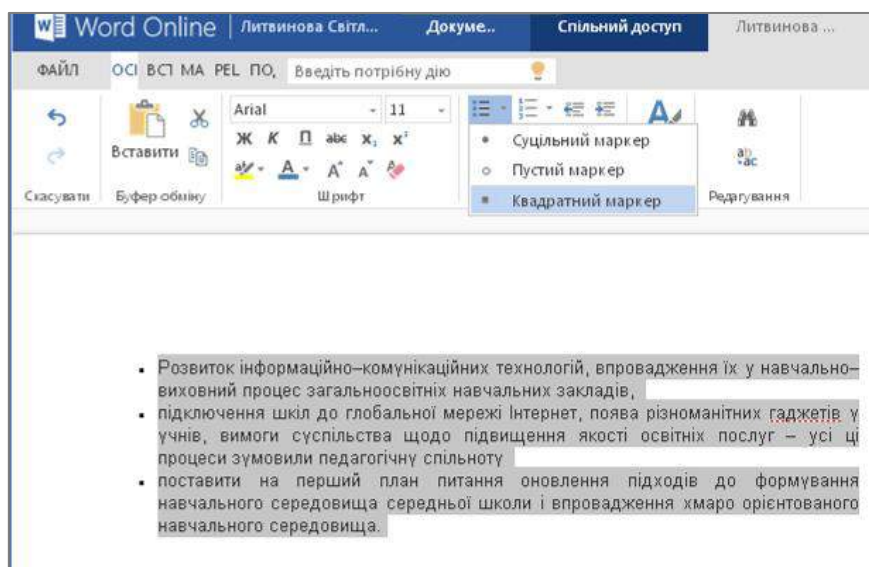 Word Online Литвинова Світл... Докуме... Спільний доступ Литвинова ...
ФАЙЛ ОСІ ВСТ МА РЕL ПО, Введіть потрібну дію
Arial 11
Вставити Ж К П abc x₂ x² Суцільний маркер
Пустий маркер
Скасувати Буфер обміну Шрифт Квадратний маркер Редагування
Розвиток інформаційно–комунікаційних технологій, впровадження їх у навчально–
виховний процес загальноосвітніх навчальних закладів,
підключення шкіл до глобальної мережі Інтернет, поява різноманітних гаджетів у
учнів, вимоги суспільства щодо підвищення якості освітніх послуг – усі ці
процеси зумовили педагогічну спільноту
поставити на перший план питання оновлення підходів до формування
навчального середовища середньої школи і впровадження хмаро орієнтованого
навчального середовища.